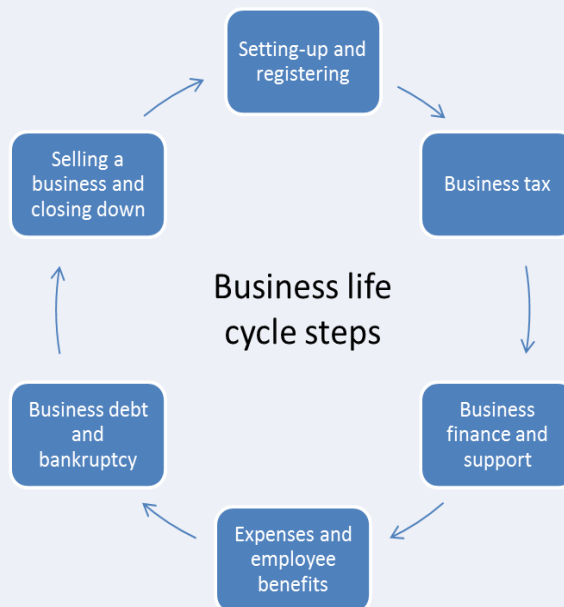 Setting-up and
registering
Business tax
Business
finance and
support
Expenses and
employee
benefits
Business debt
and
bankruptcy
Selling a
business and
closing down
Business life
cycle steps